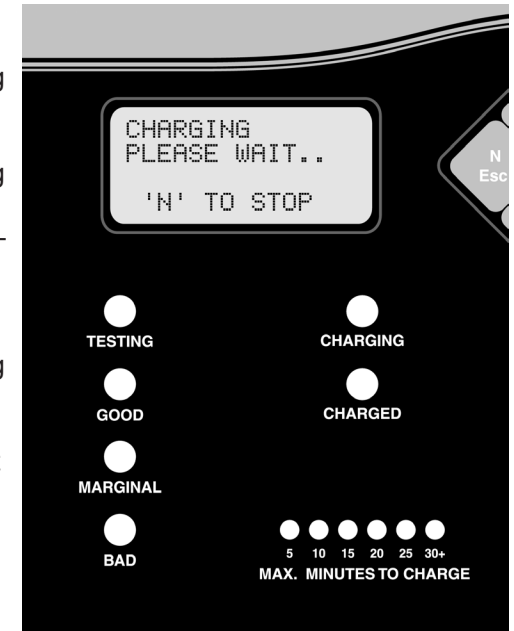 CHARGING
PLEASE WAIT..
'N' TO STOP
N
Esc
TESTING
CHARGING
GOOD
CHARGED
MARGINAL
BAD
5 10 15 20 25 30+
MAX. MINUTES TO CHARGE